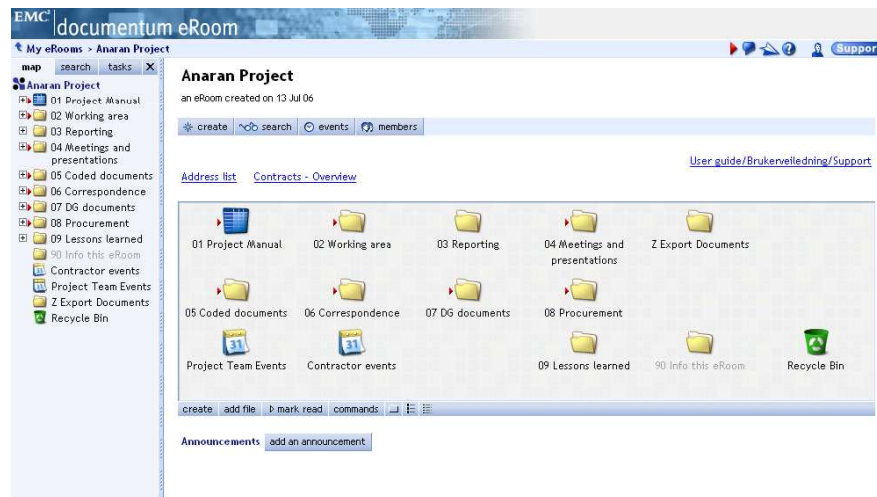 EMC²
documentum eRoom
My eRooms > Anaran Project
Suppor
map search tasks X
Anaran Project
01 Project Manual
02 Working area
03 Reporting
04 Meetings and
presentations
05 Coded documents
06 Correspondence
07 DG documents
08 Procurement
09 Lessons learned
90 Info this eRoom
Contractor events
Project Team Events
Z Export Documents
Recycle Bin
Anaran Project
an eRoom created on 13 Jul 06
create search events members
User guide/Brukerveiledning/Support
Address list Contracts - Overview
01 Project Manual 02 Working area 03 Reporting 04 Meetings and Z Export Documents
presentations
05 Coded documents 06 Correspondence 07 DG documents 08 Procurement
31 31
Project Team Events Contractor events 09 Lessons learned 90 Info this eRoom Recycle Bin
create add file mark read commands
Announcements add an announcement